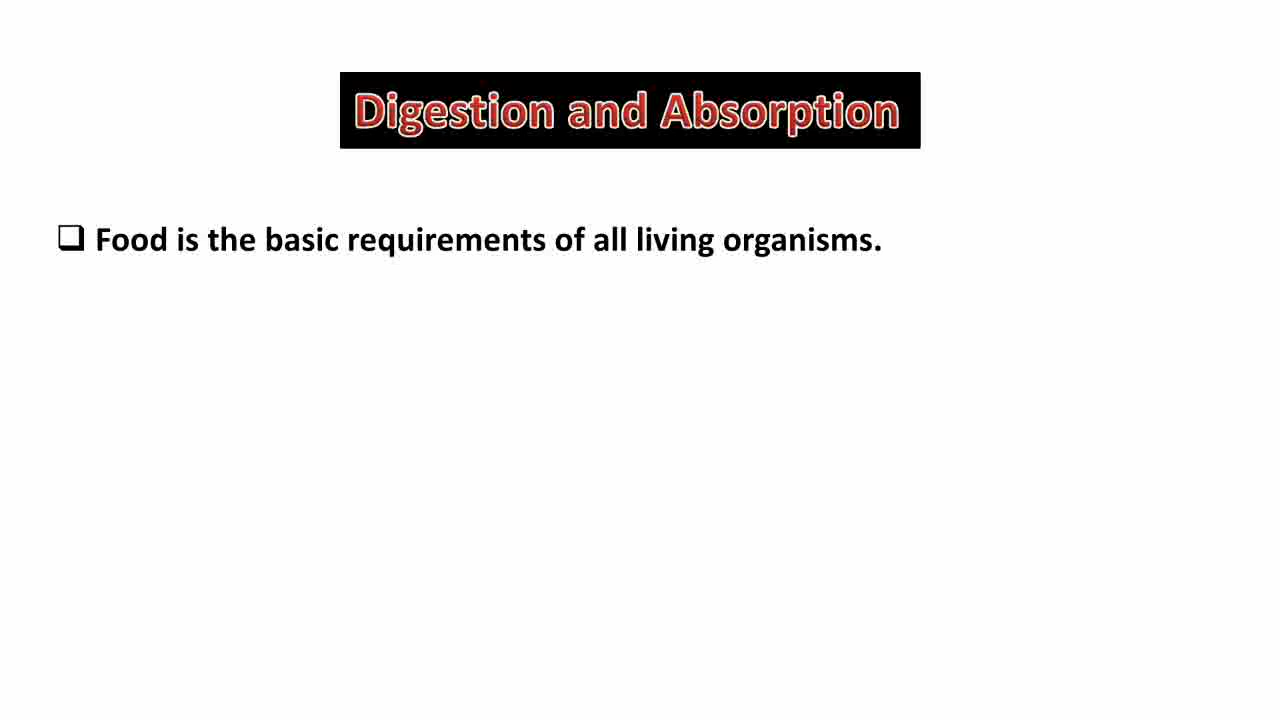 Digestion and Absorption
❑ Food is the basic requirements of all living organisms.